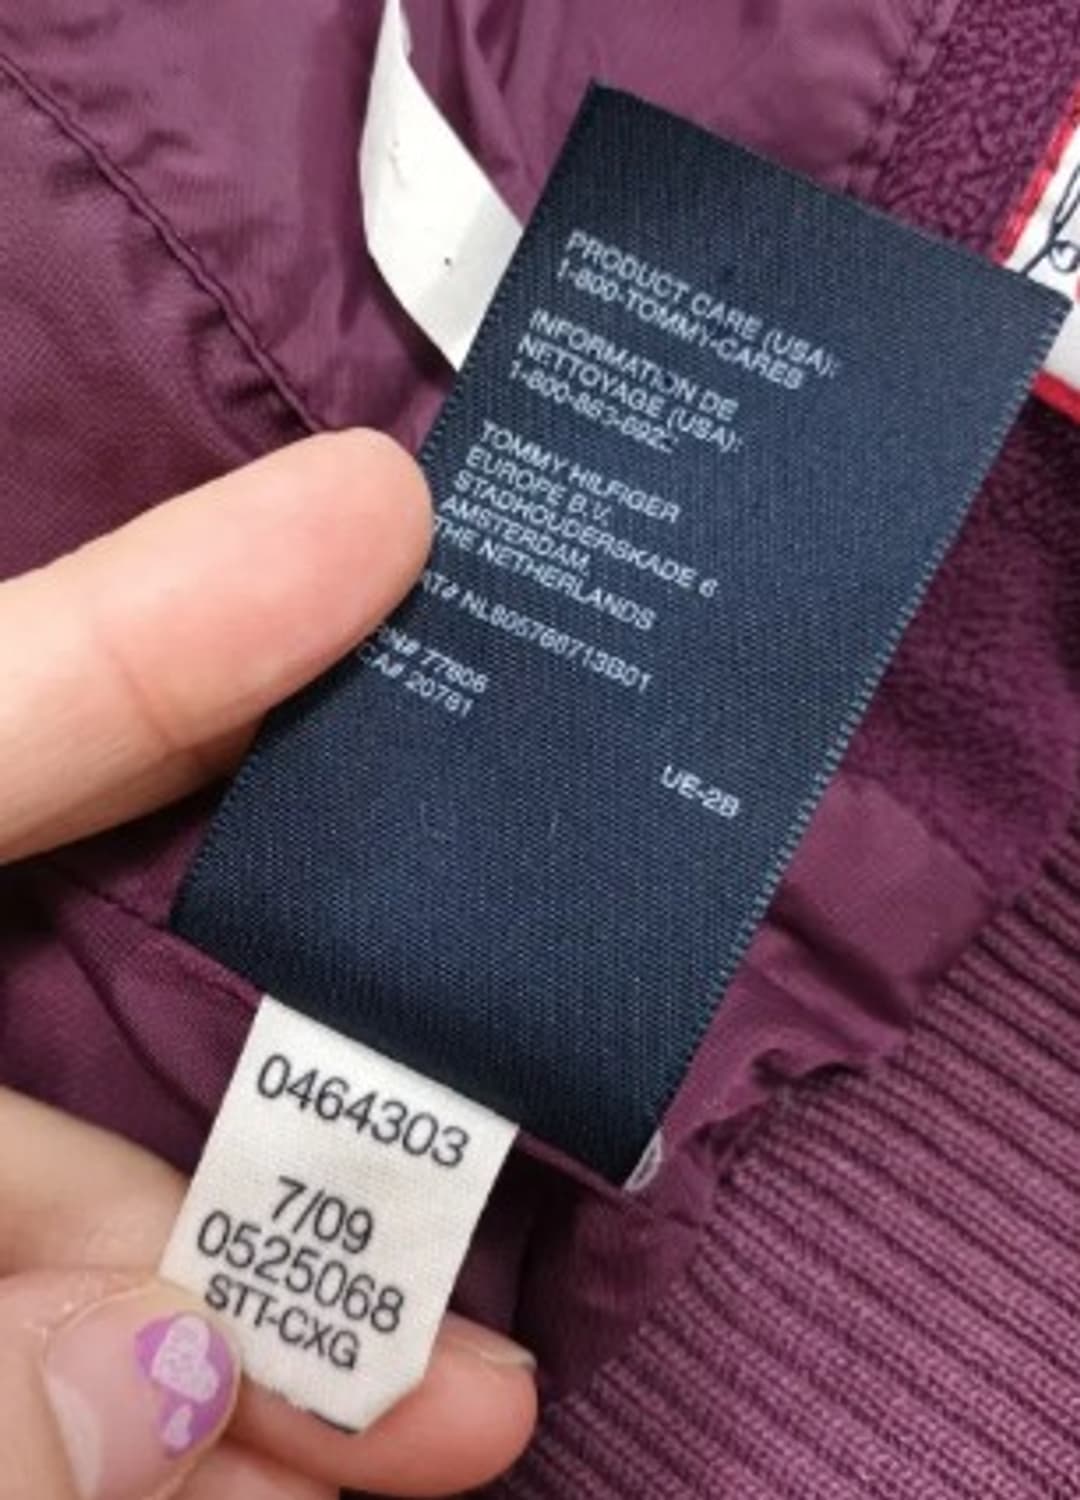 PRODUCT CARE (USA):
1-800-TOMMY-CARES
INFORMATION DE
NETTOYAGE (USA):
TOMMY HILFIGER
EUROPE B.V.
STADHOUDERSKADE 6
AMSTERDAM,
THE NETHERLANDS
UE-2B
0464303
7/09
0525068
STT-CXG